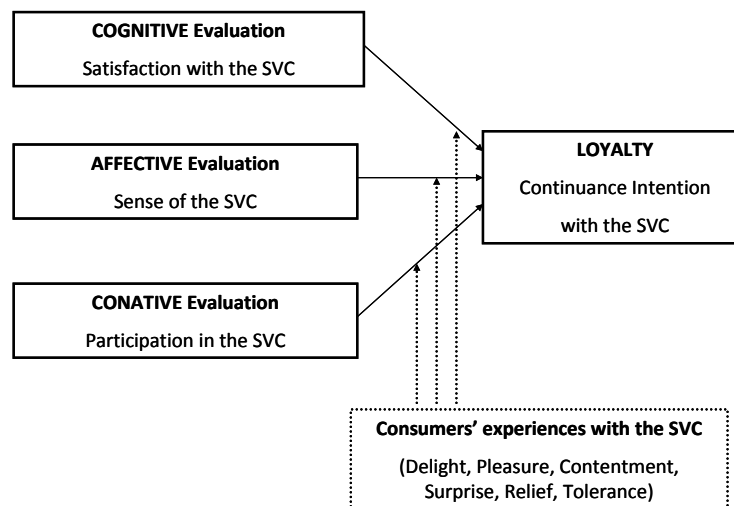 COGNITIVE Evaluation
Satisfaction with the SVC
AFFECTIVE Evaluation
Sense of the SVC
CONATIVE Evaluation
Participation in the SVC
LOYALTY
Continuance Intention
with the SVC
Consumers’ experiences with the SVC
(Delight, Pleasure, Contentment,
Surprise, Relief, Tolerance)